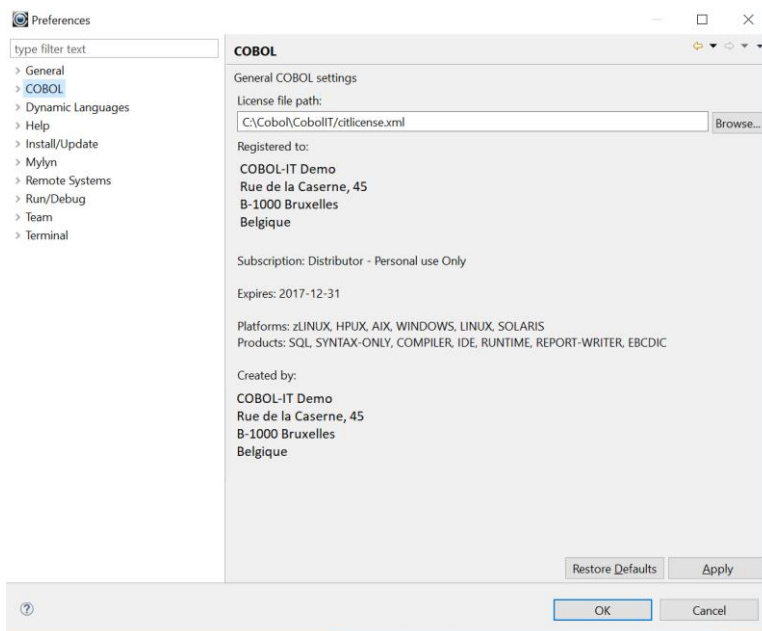 Preferences
type filter text
COBOL
General
COBOL
Dynamic Languages
Help
Install/Update
Mylyn
Remote Systems
Run/Debug
Team
Terminal
General COBOL settings
License file path:
C:\Cobol\CobolIT/citlicense.xml
Browse...
Registered to:
COBOL-IT Demo
Rue de la Caserne, 45
B-1000 Bruxelles
Belgique
Subscription: Distributor - Personal use Only
Expires: 2017-12-31
Platforms: zLINUX, HPUX, AIX, WINDOWS, LINUX, SOLARIS
Products: SQL, SYNTAX-ONLY, COMPILER, IDE, RUNTIME, REPORT-WRITER, EBCDIC
Created by:
COBOL-IT Demo
Rue de la Caserne, 45
B-1000 Bruxelles
Belgique
Restore Defaults
Apply
OK
Cancel